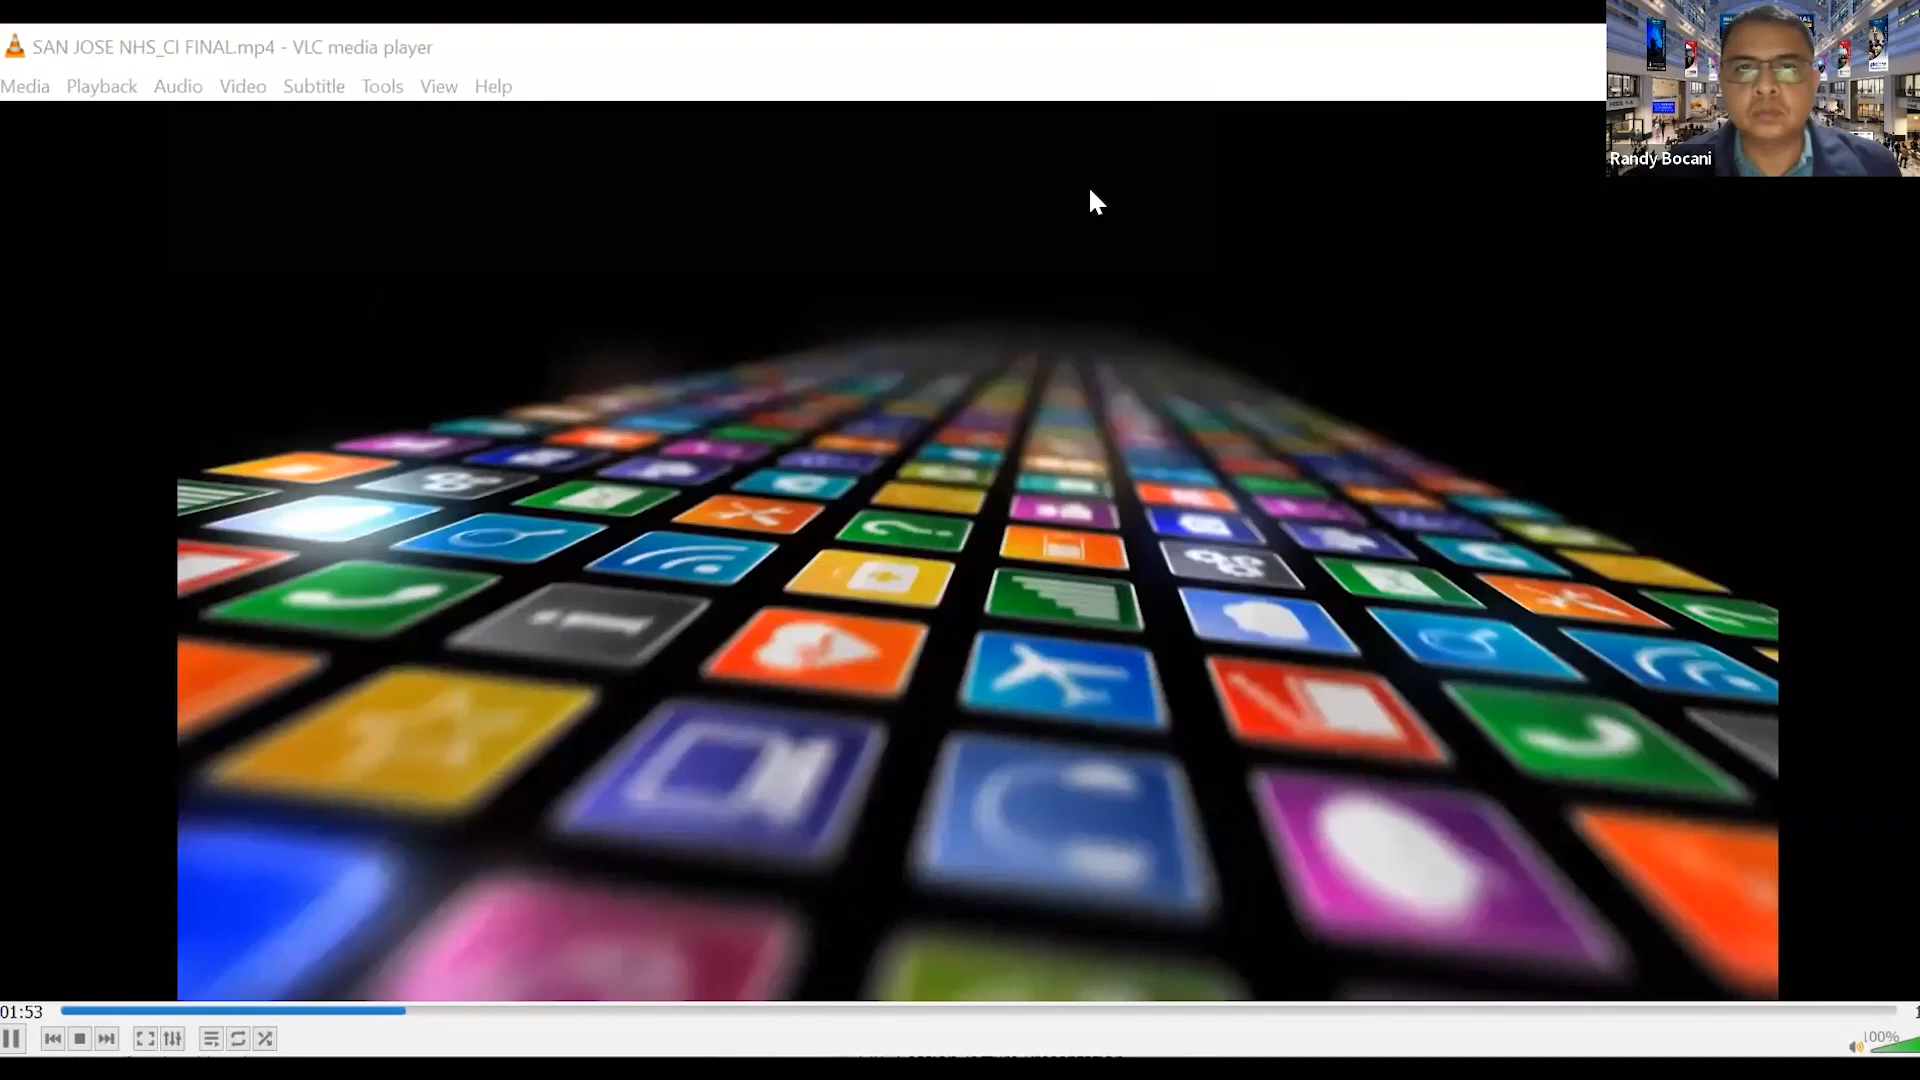 SAN JOSE NHS_CI FINAL.mp4 - VLC media player
Media Playback Audio Video Subtitle Tools View Help
Randy Bocani
01:53
100%